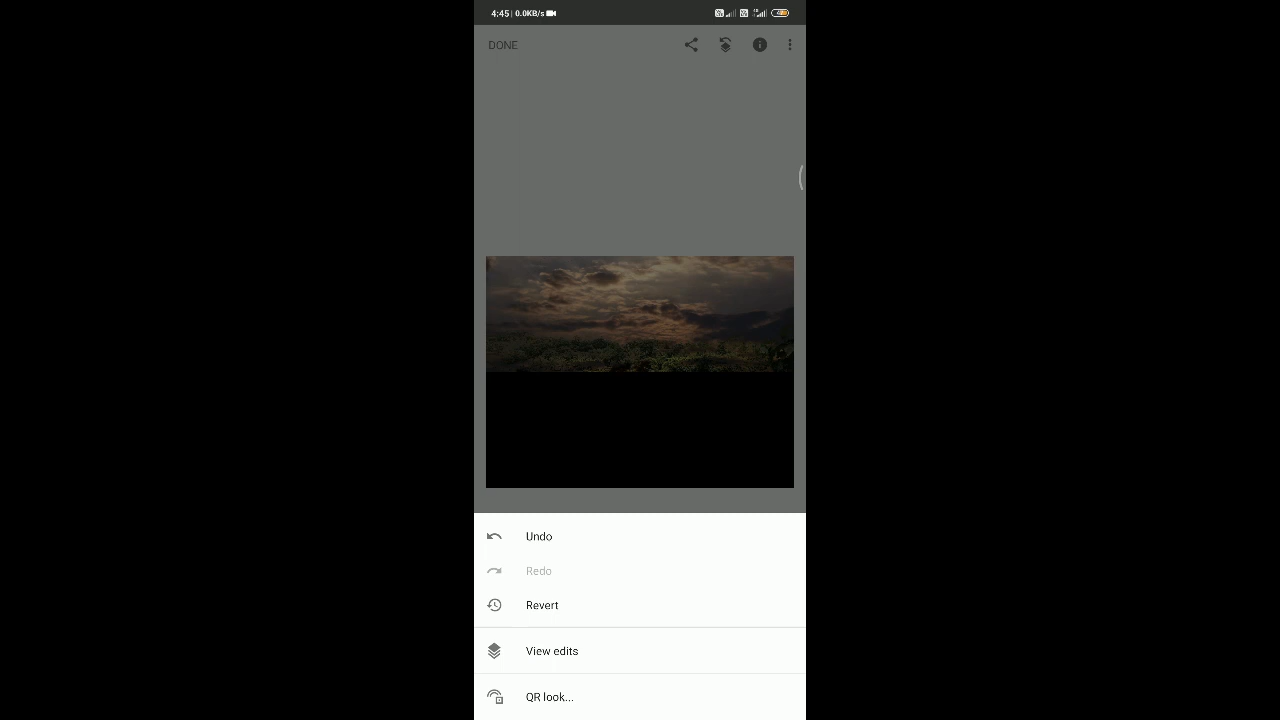 4:45 | 0.0KB/s
DONE
Undo
Redo
Revert
View edits
QR look...